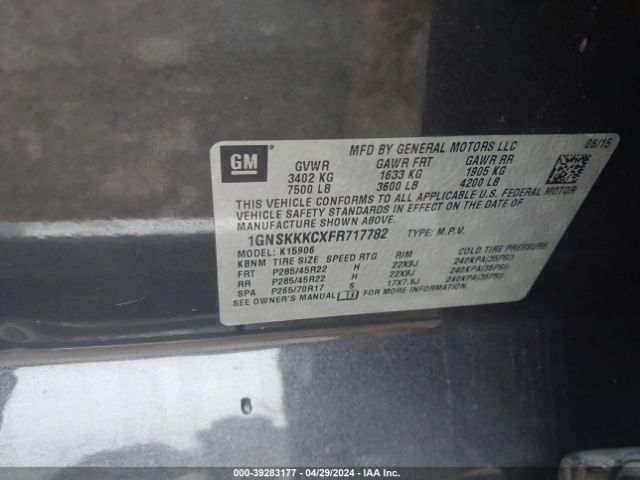 GM
MFD BY GENERAL MOTORS LLC 06/15
GVWR GAWR FRT GAWR RR
3402 KG 1633 KG 1905 KG
7500 LB 3600 LB 4200 LB
THIS VEHICLE CONFORMS TO ALL APPLICABLE U.S. FEDERAL MOTOR
VEHICLE SAFETY STANDARDS IN EFFECT ON THE DATE OF
MANUFACTURE SHOWN ABOVE.
1GNSKKKCXFR717782 TYPE: M.P.V.
MODEL: K15906
KBNM TIRE SIZE SPEED RTG RIM COLD TIRE PRESSURE
FRT P285/45R22 H 22X9J 240KPA(35PSI)
RR P285/45R22 H 22X9J 240KPA(35PSI)
SPA P265/70R17 S 17X7.5J 240KPA(35PSI)
SEE OWNER'S MANUAL FOR MORE INFORMATION.
000-39283177 - 04/29/2024 - IAA Inc.